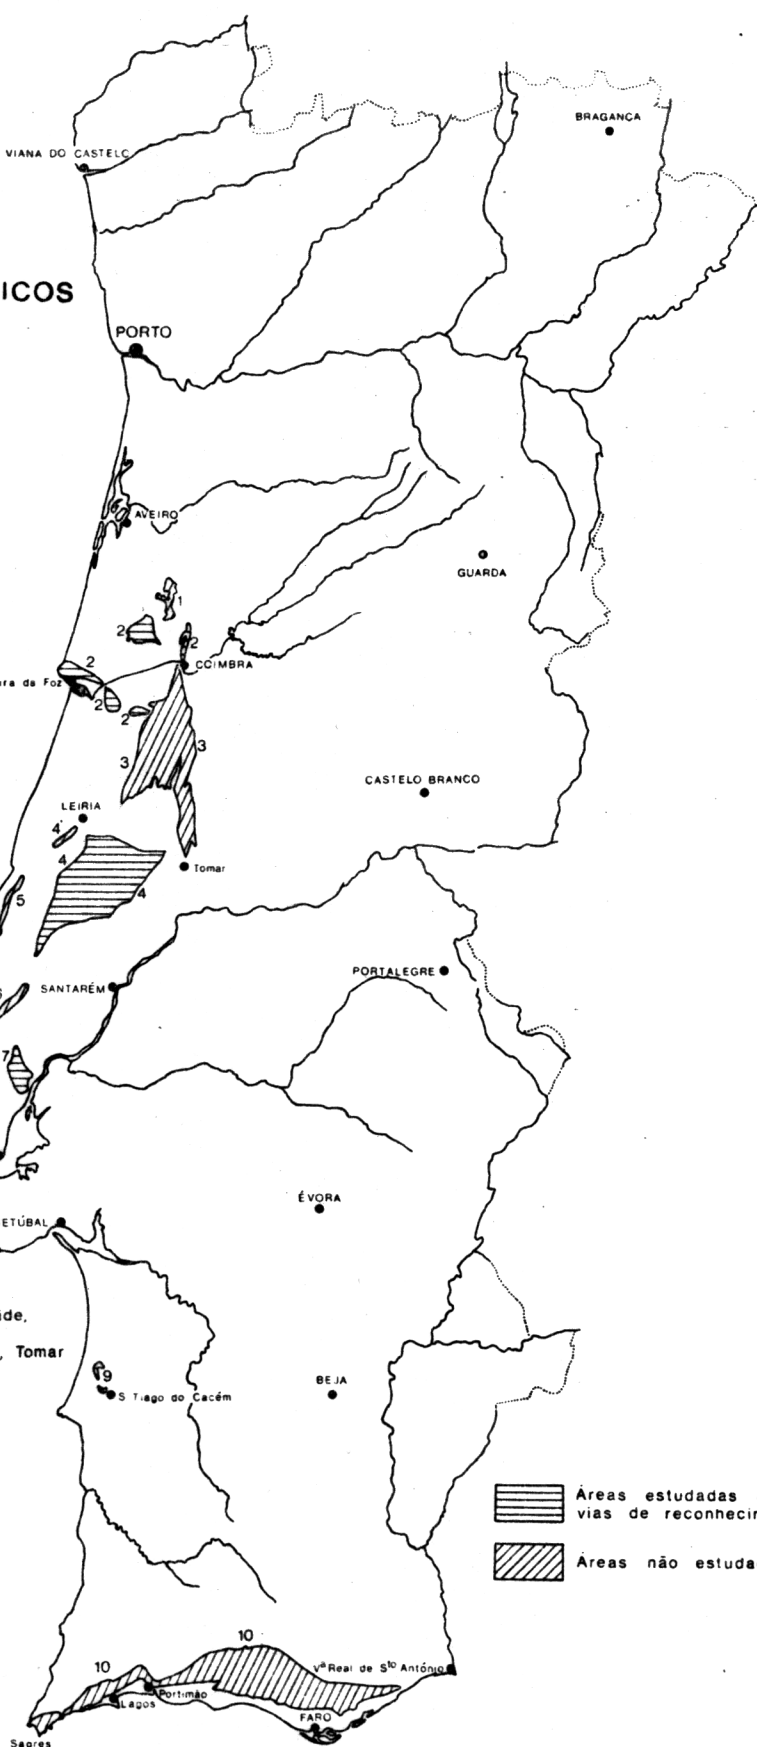 BRAGANÇA
VIANA DO CASTELO
ICOS
PORTO
AVEIRO
GUARDA
1
2
2
COIMBRA
2
ra da Foz
2
2
3
3
CASTELO BRANCO
LEIRIA
4
4
Tomar
4
5
PORTALEGRE
SANTARÉM
7
ÉVORA
ETÚBAL
ide,
, Tomar
9
BEJA
S Tiago do Cacém
Áreas estudadas
vias de reconhecim
Áreas não estuda
10
10
Vª Real de Sto António
Portimão
Lagos
FARO
Sagres